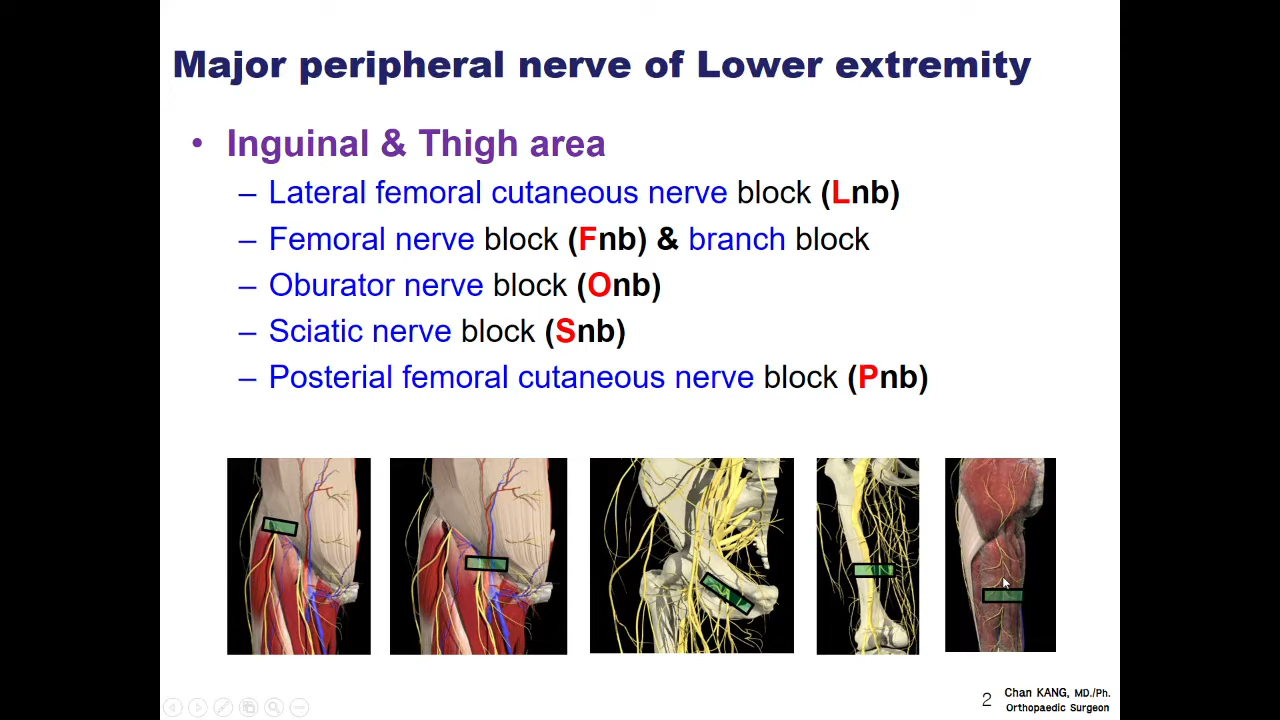 Major peripheral nerve of Lower extremity
• Inguinal & Thigh area
– Lateral femoral cutaneous nerve block (Lnb)
– Femoral nerve block (Fnb) & branch block
– Oburator nerve block (Onb)
– Sciatic nerve block (Snb)
– Posterial femoral cutaneous nerve block (Pnb)
2
Chan KANG, MD./Ph.
Orthopaedic Surgeon